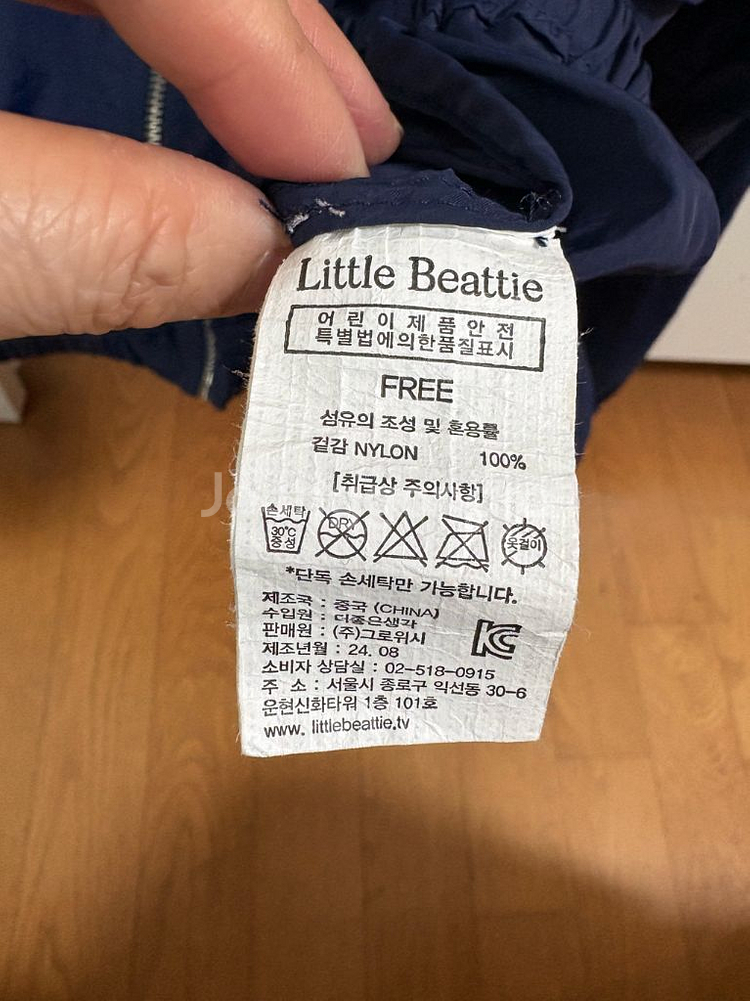 Little Beattie
어린이제품안전
특별법에의한품질표시
FREE
섬유의 조성 및 혼용률
겉감 NYLON 100%
[취급상 주의사항]
손세탁
30℃
중성
DRY
옷걸이
*단독 손세탁만 가능합니다.
제조국 : 중국 (CHINA)
수입원 : 더좋은생각
판매원 : (주)그로위시
제조년월 : 24. 08
소비자 상담실 : 02-518-0915
주 소 : 서울시 종로구 익선동 30-6
운현신화타워 1층 101호
www. littlebeattie.tv